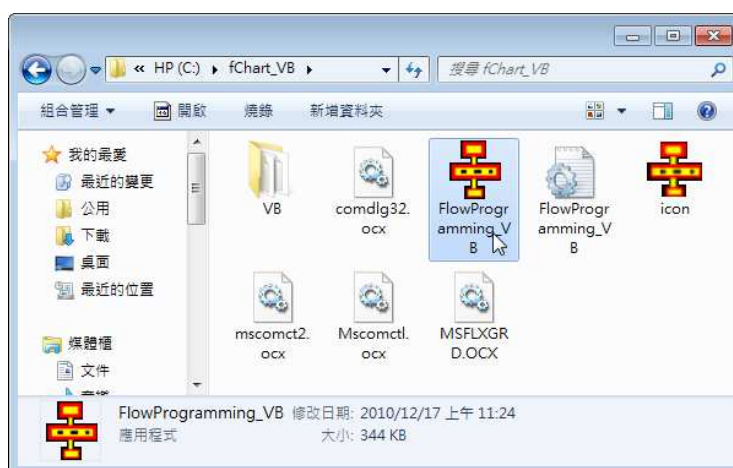 « HP (C:) ▸ fChart_VB ▸
搜尋 fChart_VB
組合管理 ▼
開啟
燒錄
新增資料夾
我的最愛
最近的變更
公用
下載
桌面
最近的位置
媒體櫃
文件
VB
comdlg32.
ocx
FlowProgr
amming_V
B
FlowProgr
amming_V
B
icon
mscomct2.
ocx
Mscomctl.
ocx
MSFLXGR
D.OCX
FlowProgramming_VB 修改日期: 2010/12/17 上午 11:24
應用程式 大小: 344 KB